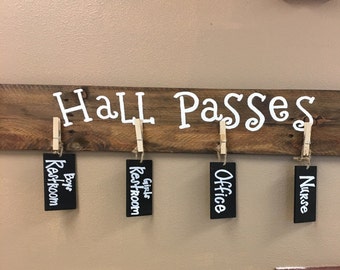 Hall Passes
Boys
Restroom
Girls
Restroom
Office
Nurse